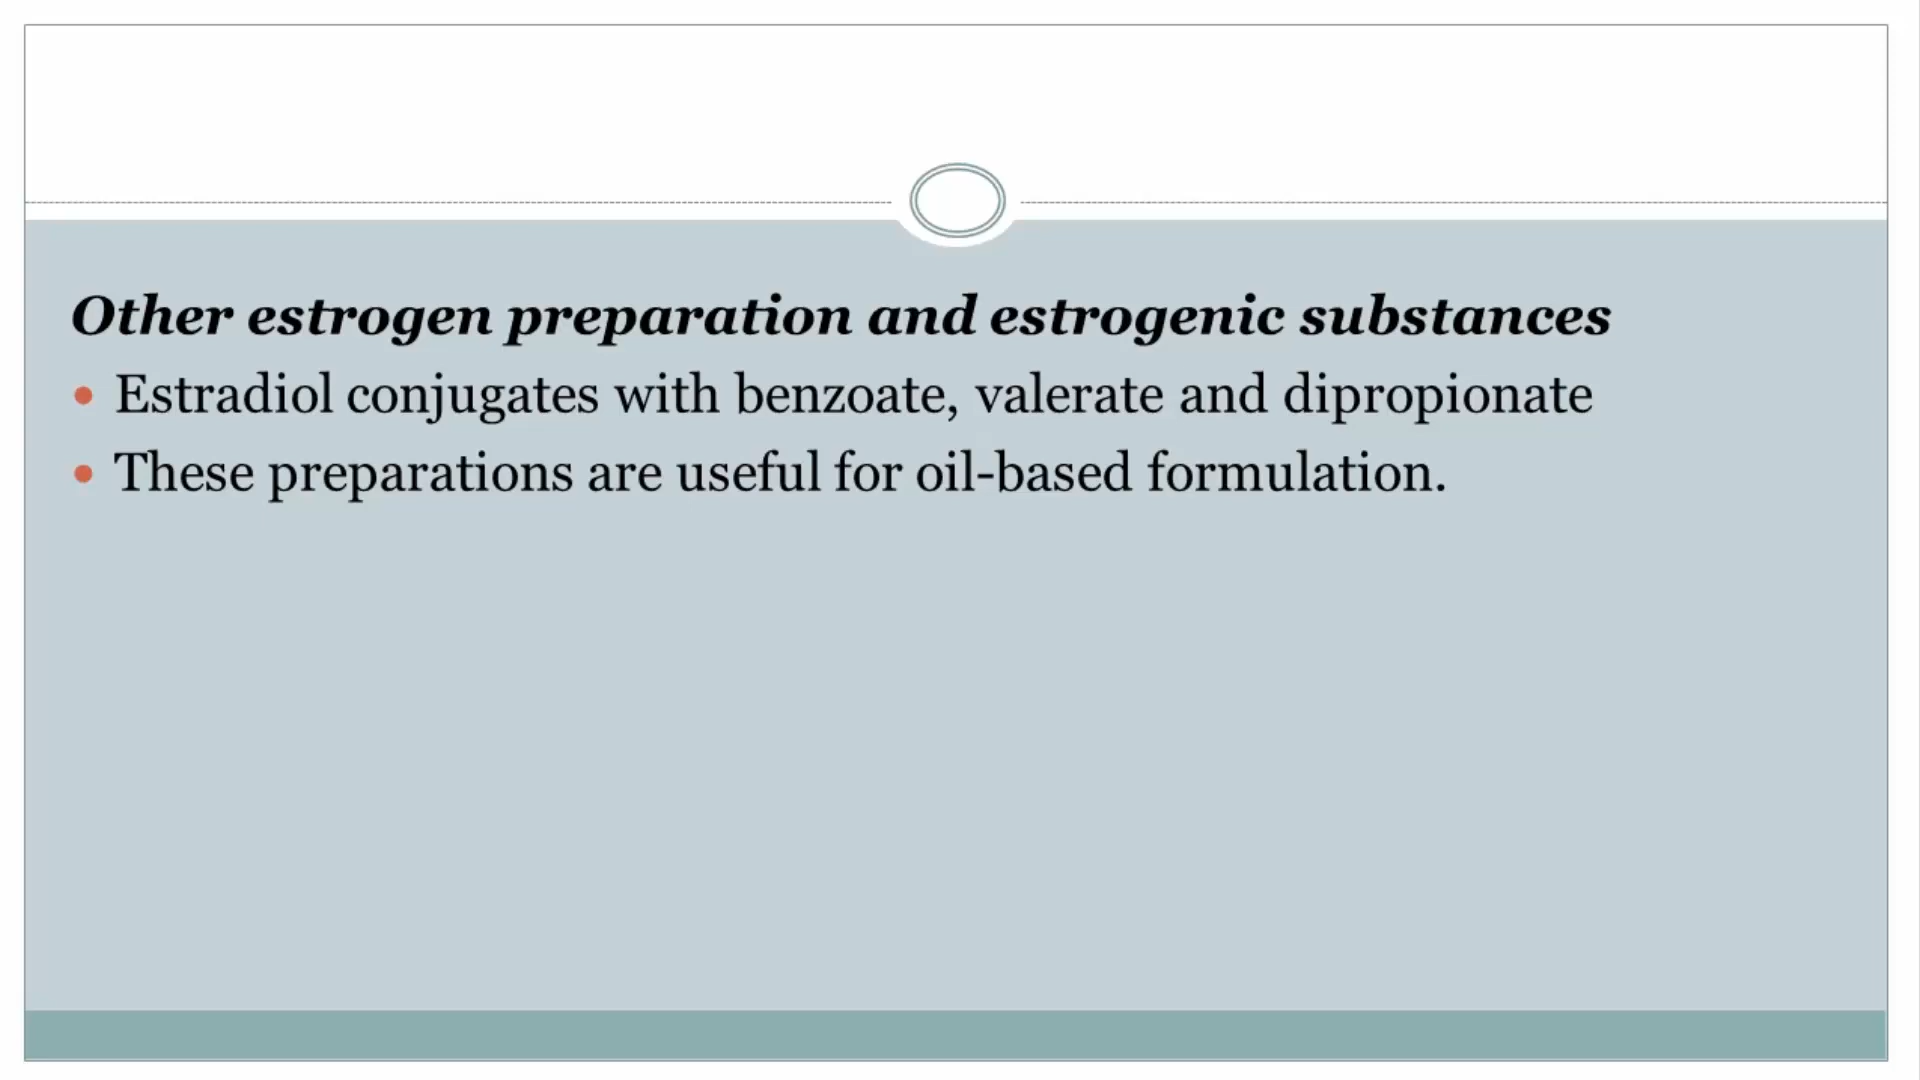 Other estrogen preparation and estrogenic substances
• Estradiol conjugates with benzoate, valerate and dipropionate
• These preparations are useful for oil-based formulation.